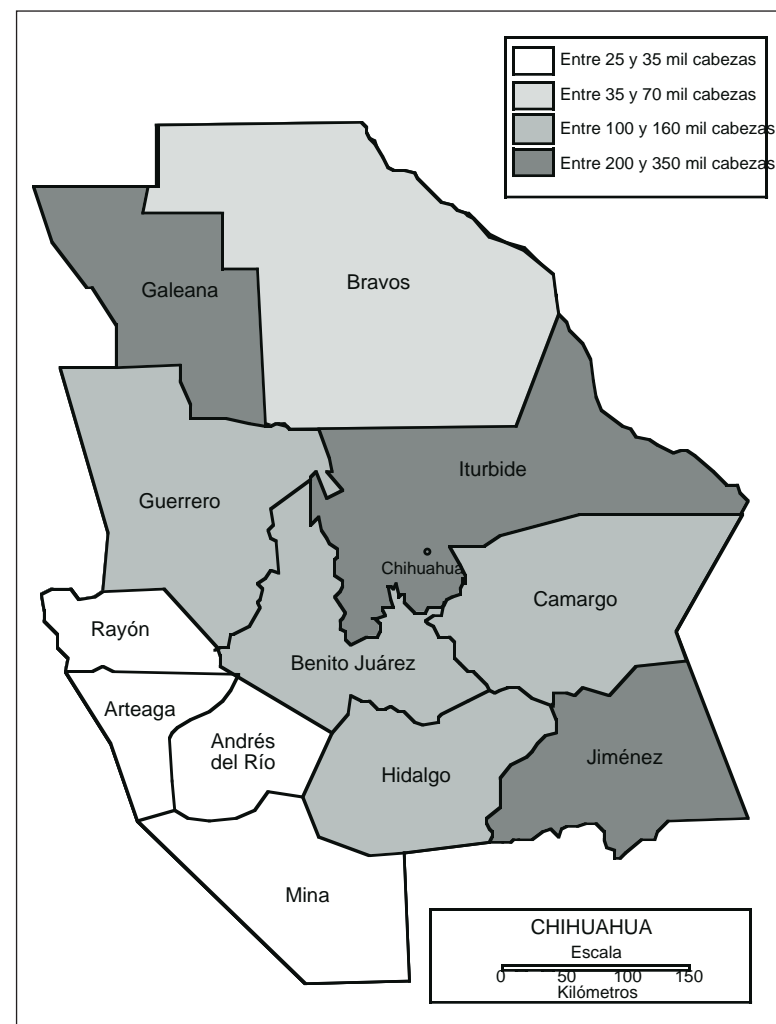 Entre 25 y 35 mil cabezas
Entre 35 y 70 mil cabezas
Entre 100 y 160 mil cabezas
Entre 200 y 350 mil cabezas
Galeana
Bravos
Iturbide
Guerrero
Chihuahua
Camargo
Rayón
Benito Juárez
Arteaga
Andrés
del Río
Jiménez
Hidalgo
Mina
CHIHUAHUA
Escala
0 50 100 150
Kilómetros